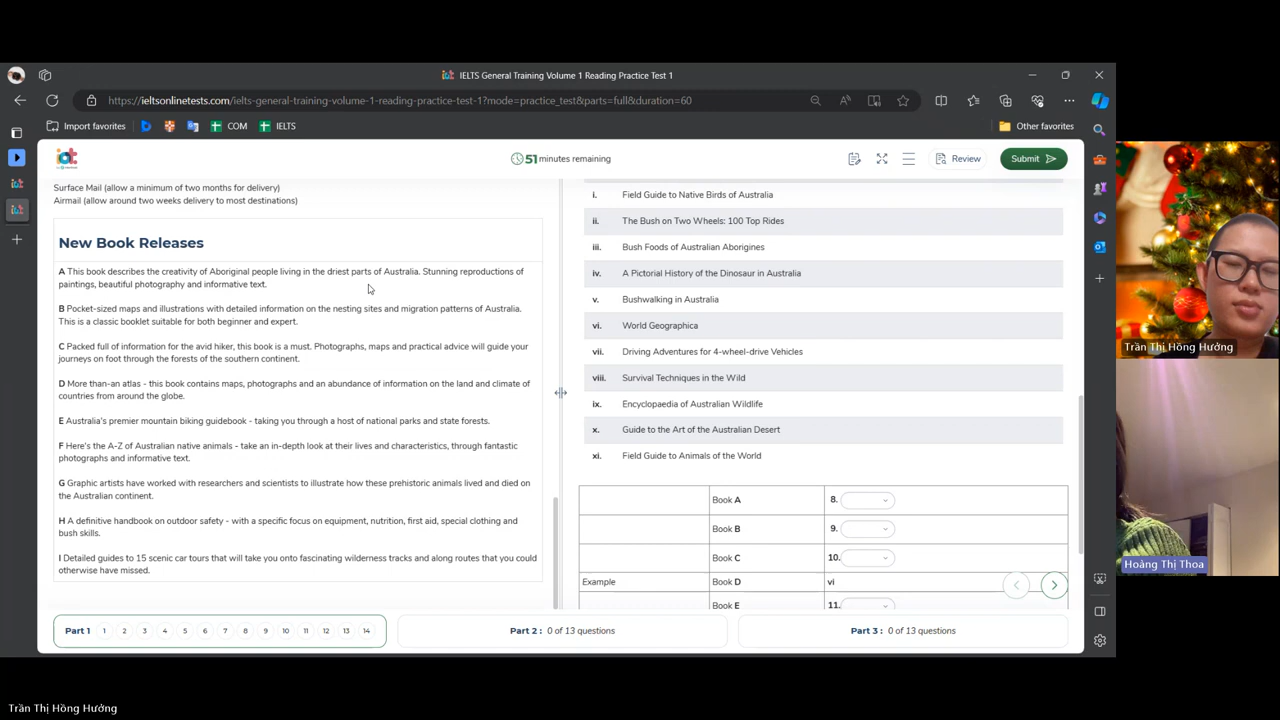 IELTS General Training Volume 1 Reading Practice Test 1
https://ieltsonlinetests.com/ielts-general-training-volume-1-reading-practice-test-1?mode=practice_test&parts=full&duration=60
Import favorites
COM
IELTS
Other favorites
iot
51 minutes remaining
Review
Submit
Surface Mail (allow a minimum of two months for delivery)
Airmail (allow around two weeks delivery to most destinations)
New Book Releases
A This book describes the creativity of Aboriginal people living in the driest parts of Australia. Stunning reproductions of
paintings, beautiful photography and informative text.
B Pocket-sized maps and illustrations with detailed information on the nesting sites and migration patterns of Australia.
This is a classic booklet suitable for both beginner and expert.
C Packed full of information for the avid hiker, this book is a must. Photographs, maps and practical advice will guide your
journeys on foot through the forests of the southern continent.
D More than-an atlas - this book contains maps, photographs and an abundance of information on the land and climate of
countries from around the globe.
E Australia's premier mountain biking guidebook - taking you through a host of national parks and state forests.
F Here's the A-Z of Australian native animals - take an in-depth look at their lives and characteristics, through fantastic
photographs and informative text.
G Graphic artists have worked with researchers and scientists to illustrate how these prehistoric animals lived and died on
the Australian continent.
H A definitive handbook on outdoor safety - with a specific focus on equipment, nutrition, first aid, special clothing and
bush skills.
I Detailed guides to 15 scenic car tours that will take you onto fascinating wilderness tracks and along routes that you could
otherwise have missed.
i. Field Guide to Native Birds of Australia
ii. The Bush on Two Wheels: 100 Top Rides
iii. Bush Foods of Australian Aborigines
iv. A Pictorial History of the Dinosaur in Australia
v. Bushwalking in Australia
vi. World Geographica
vii. Driving Adventures for 4-wheel-drive Vehicles
viii. Survival Techniques in the Wild
ix. Encyclopaedia of Australian Wildlife
x. Guide to the Art of the Australian Desert
xi. Field Guide to Animals of the World
Book A 8.
Book B 9.
Book C 10.
Example Book D vi
Book E 11.
Part 1 1 2 3 4 5 6 7 8 9 10 11 12 13 14
Part 2 : 0 of 13 questions
Part 3 : 0 of 13 questions
Trần Thị Hồng Hưởng
Hoàng Thị Thoa
Trần Thị Hồng Hưởng